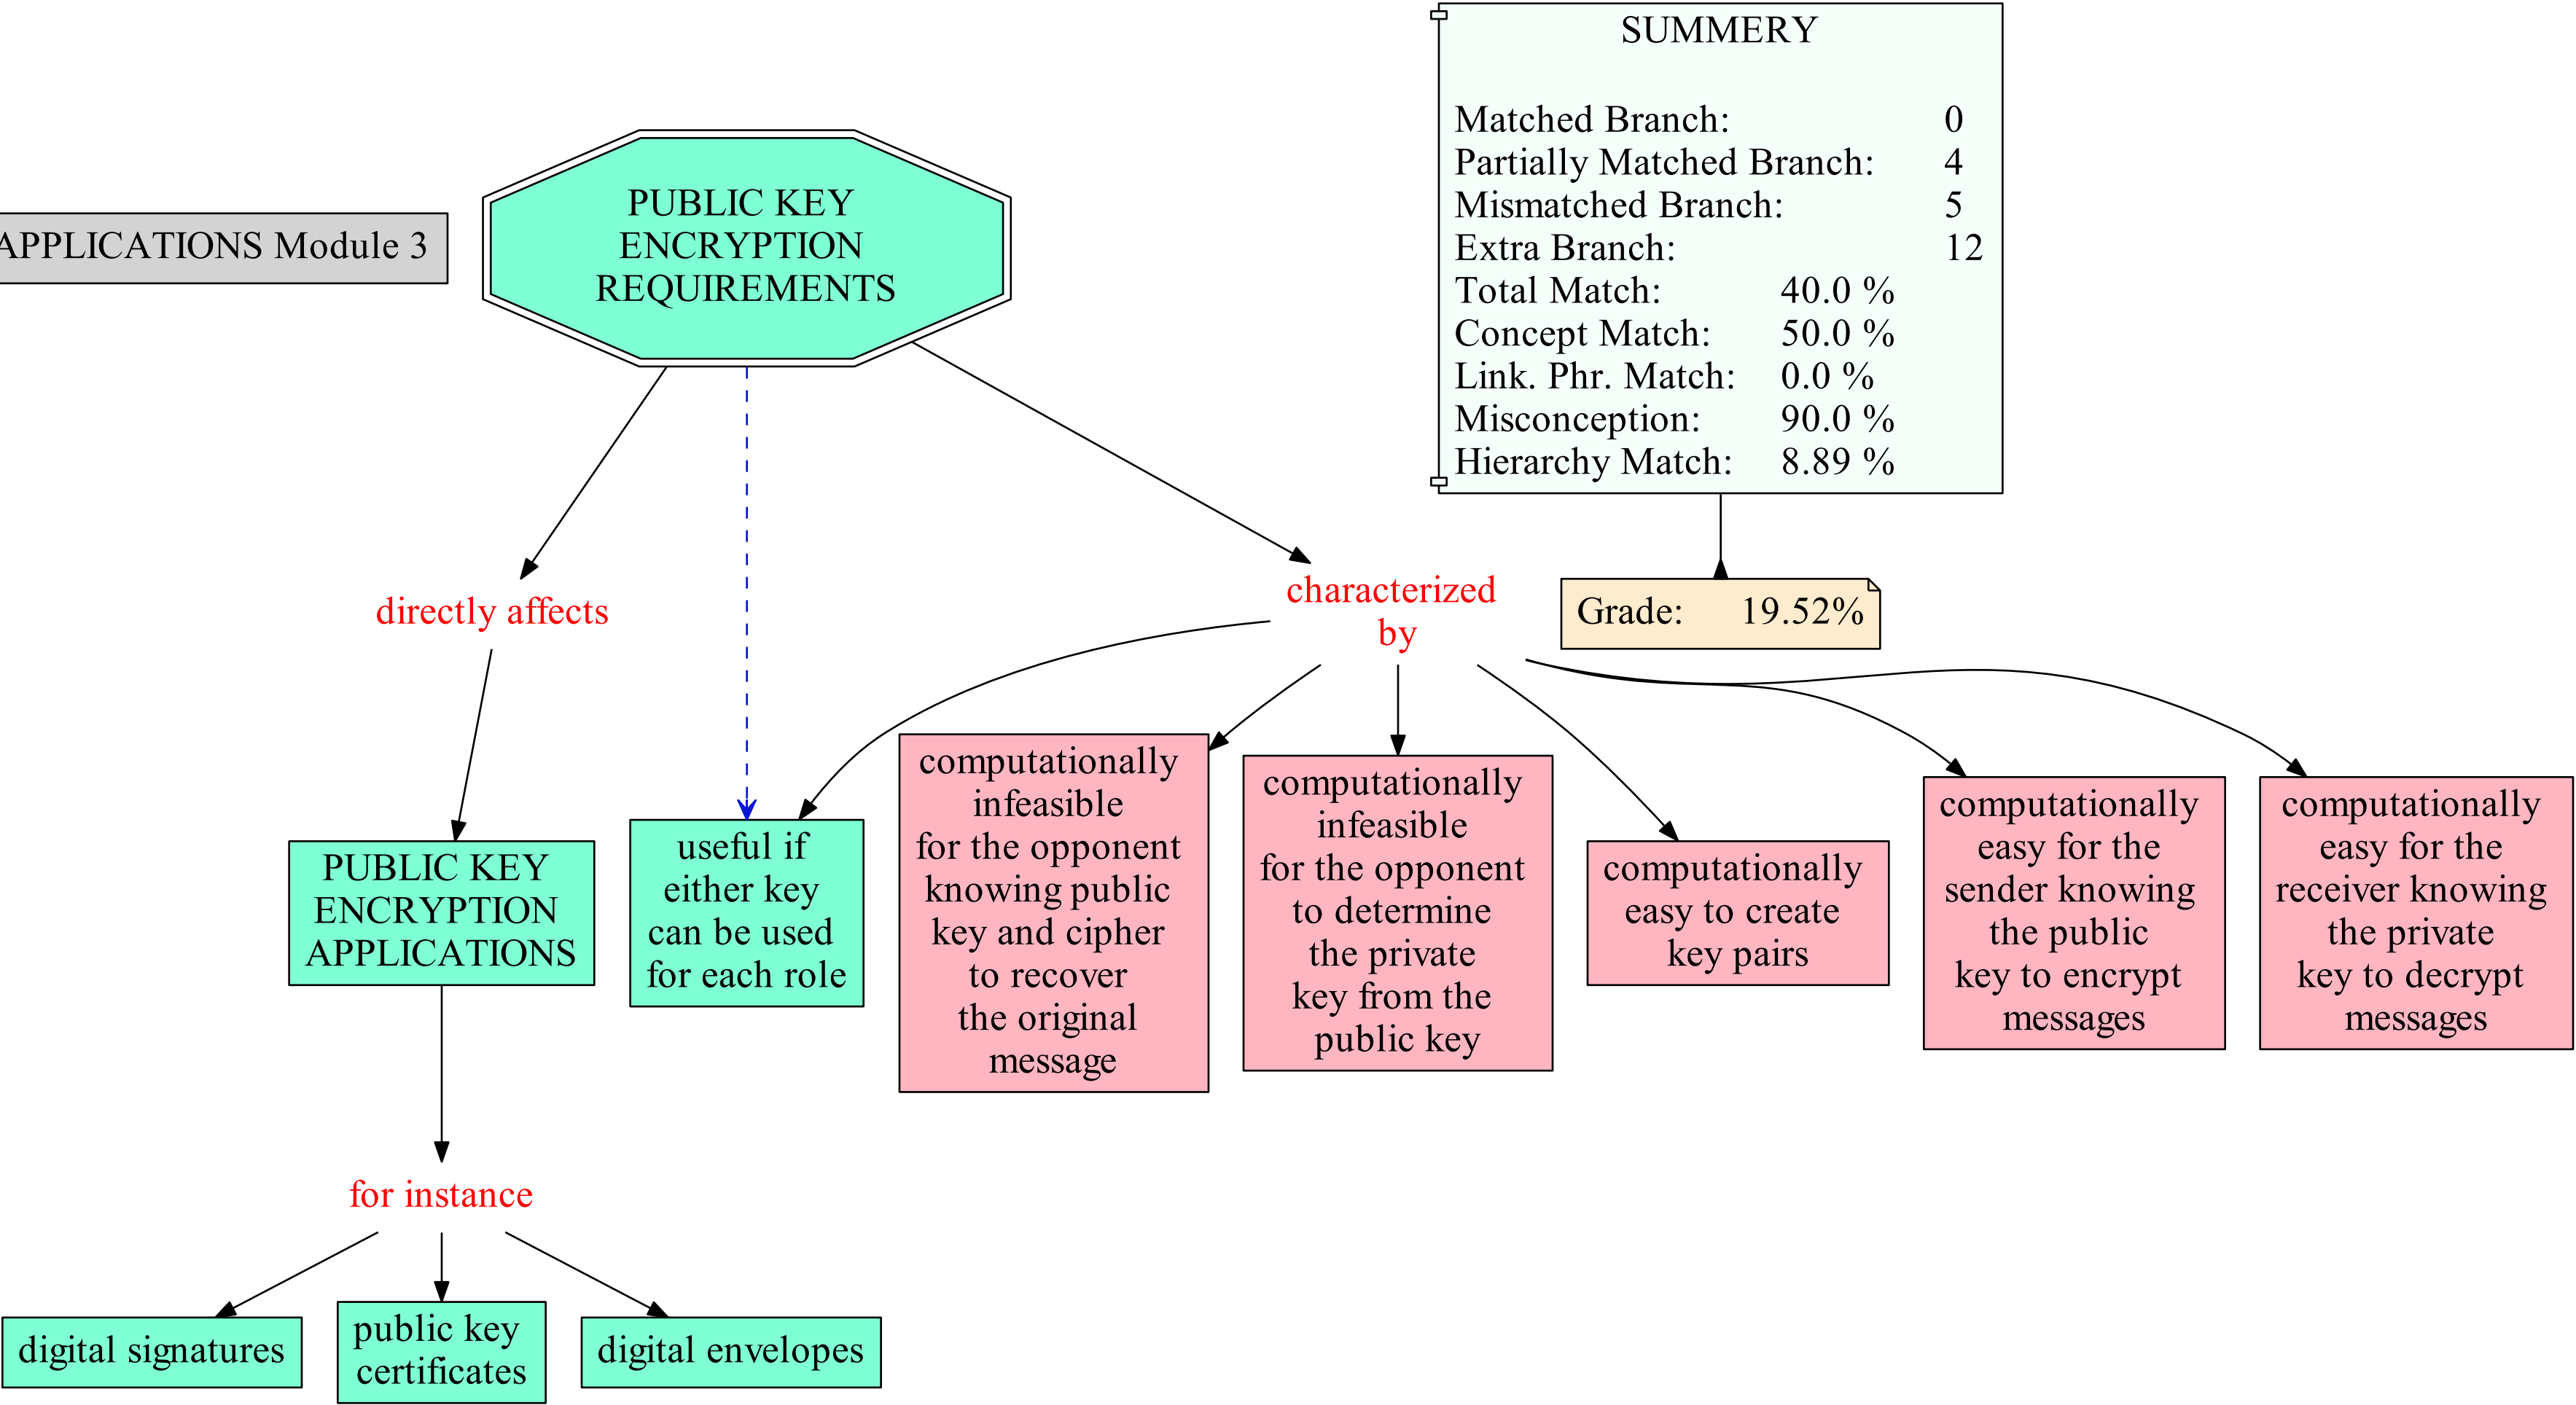 SUMMERY
Matched Branch: 0
Partially Matched Branch: 4
Mismatched Branch: 5
Extra Branch: 12
Total Match: 40.0 %
Concept Match: 50.0 %
Link. Phr. Match: 0.0 %
Misconception: 90.0 %
Hierarchy Match: 8.89 %
APPLICATIONS Module 3
PUBLIC KEY
ENCRYPTION
REQUIREMENTS
directly affects
characterized
by
Grade: 19.52%
PUBLIC KEY
ENCRYPTION
APPLICATIONS
useful if
either key
can be used
for each role
computationally
infeasible
for the opponent
knowing public
key and cipher
to recover
the original
message
computationally
infeasible
for the opponent
to determine
the private
key from the
public key
computationally
easy to create
key pairs
computationally
easy for the
sender knowing
the public
key to encrypt
messages
computationally
easy for the
receiver knowing
the private
key to decrypt
messages
for instance
digital signatures
public key
certificates
digital envelopes